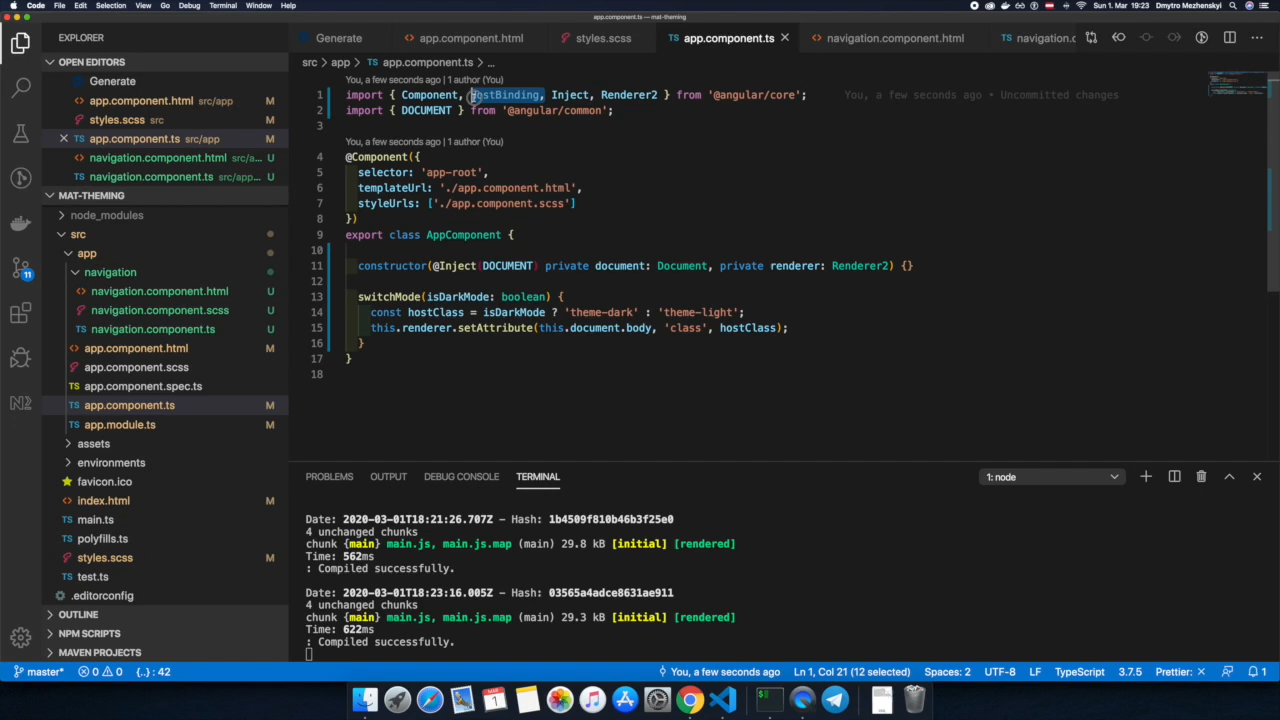 Code File Edit Selection View Go Debug Terminal Window Help Sun 1. Mar 19:23 Dmytro Mezhenskyi
app.component.ts — mat-theming
EXPLORER
Generate app.component.html styles.scss app.component.ts navigation.component.html navigation.c
OPEN EDITORS
Generate
app.component.html src/app M
styles.scss src M
app.component.ts src/app M
navigation.component.html src/a... U
navigation.component.ts src/app... U
MAT-THEMING
node_modules
src
app
navigation
navigation.component.html U
navigation.component.scss U
navigation.component.ts U
app.component.html M
app.component.scss
app.component.spec.ts
app.component.ts M
app.module.ts M
assets
environments
favicon.ico
index.html M
main.ts
polyfills.ts
styles.scss M
test.ts
.editorconfig
OUTLINE
NPM SCRIPTS
MAVEN PROJECTS
11
src > app > TS app.component.ts > ...
You, a few seconds ago | 1 author (You)
1 import { Component, HostBinding, Inject, Renderer2 } from '@angular/core'; You, a few seconds ago • Uncommitted changes
2 import { DOCUMENT } from '@angular/common';
3
You, a few seconds ago | 1 author (You)
4 @Component({
5 selector: 'app-root',
6 templateUrl: './app.component.html',
7 styleUrls: ['./app.component.scss']
8 })
9 export class AppComponent {
10
11 constructor(@Inject(DOCUMENT) private document: Document, private renderer: Renderer2) {}
12
13 switchMode(isDarkMode: boolean) {
14 const hostClass = isDarkMode ? 'theme-dark' : 'theme-light';
15 this.renderer.setAttribute(this.document.body, 'class', hostClass);
16 }
17 }
18
PROBLEMS OUTPUT DEBUG CONSOLE TERMINAL 1: node
Date: 2020-03-01T18:21:26.707Z - Hash: 1b4509f810b46b3f25e0
4 unchanged chunks
chunk {main} main.js, main.js.map (main) 29.8 kB [initial] [rendered]
Time: 562ms
: Compiled successfully.
Date: 2020-03-01T18:23:16.005Z - Hash: 03565a4adce8631ae911
4 unchanged chunks
chunk {main} main.js, main.js.map (main) 29.3 kB [initial] [rendered]
Time: 622ms
: Compiled successfully.
master* 0 0 {..} : 42 You, a few seconds ago Ln 1, Col 21 (12 selected) Spaces: 2 UTF-8 LF TypeScript 3.7.5 Prettier: × 1